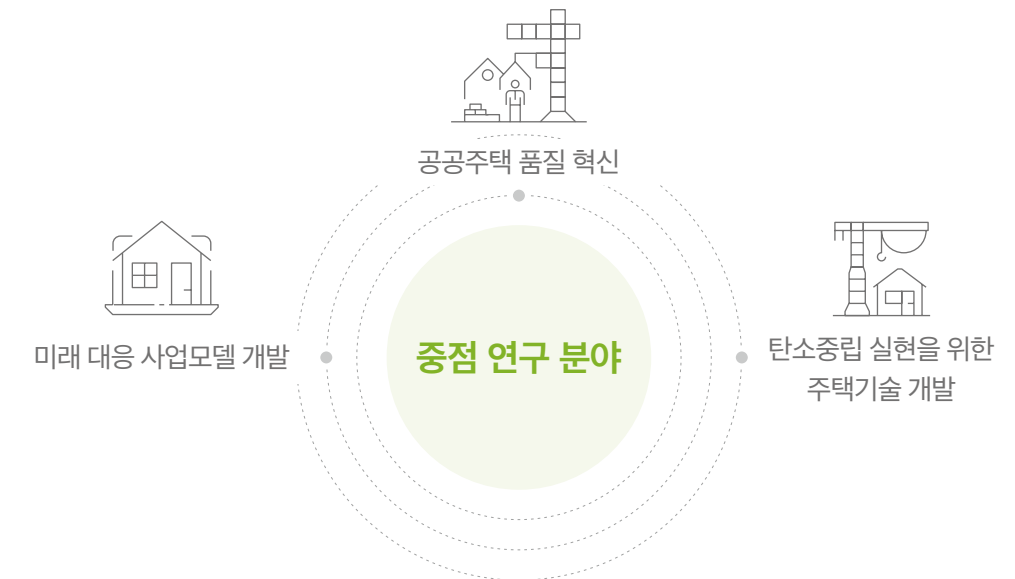 공공주택 품질 혁신
미래 대응 사업모델 개발
중점 연구 분야
탄소중립 실현을 위한
주택기술 개발